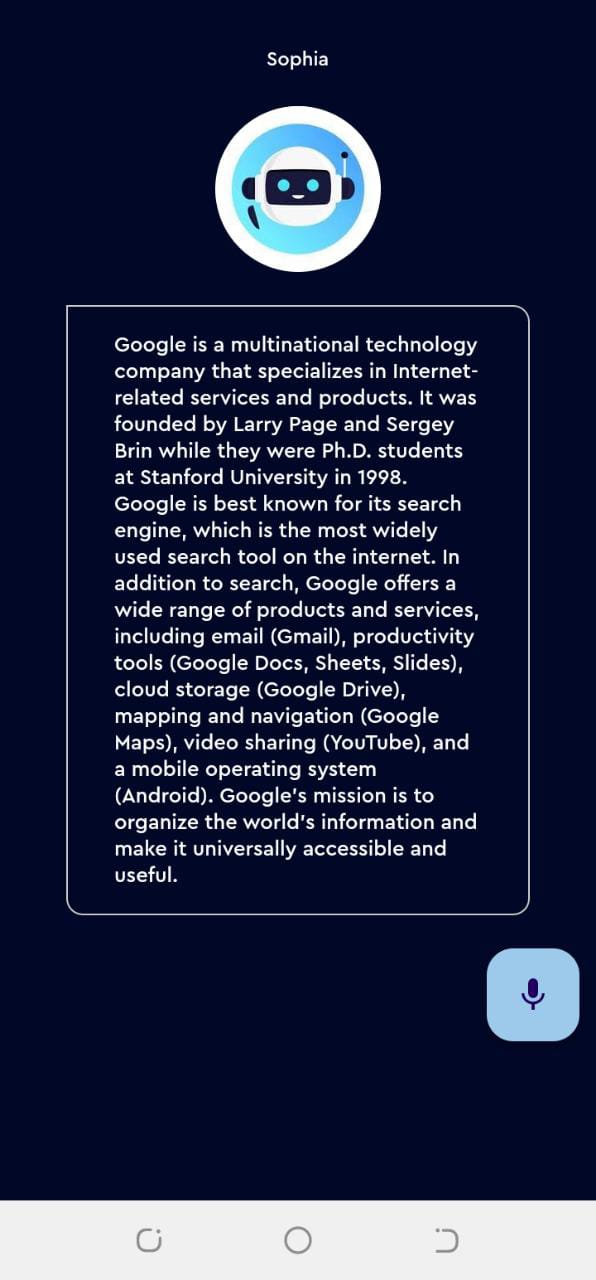 Sophia
Google is a multinational technology
company that specializes in Internet-
related services and products. It was
founded by Larry Page and Sergey
Brin while they were Ph.D. students
at Stanford University in 1998.
Google is best known for its search
engine, which is the most widely
used search tool on the internet. In
addition to search, Google offers a
wide range of products and services,
including email (Gmail), productivity
tools (Google Docs, Sheets, Slides),
cloud storage (Google Drive),
mapping and navigation (Google
Maps), video sharing (YouTube), and
a mobile operating system
(Android). Google's mission is to
organize the world's information and
make it universally accessible and
useful.